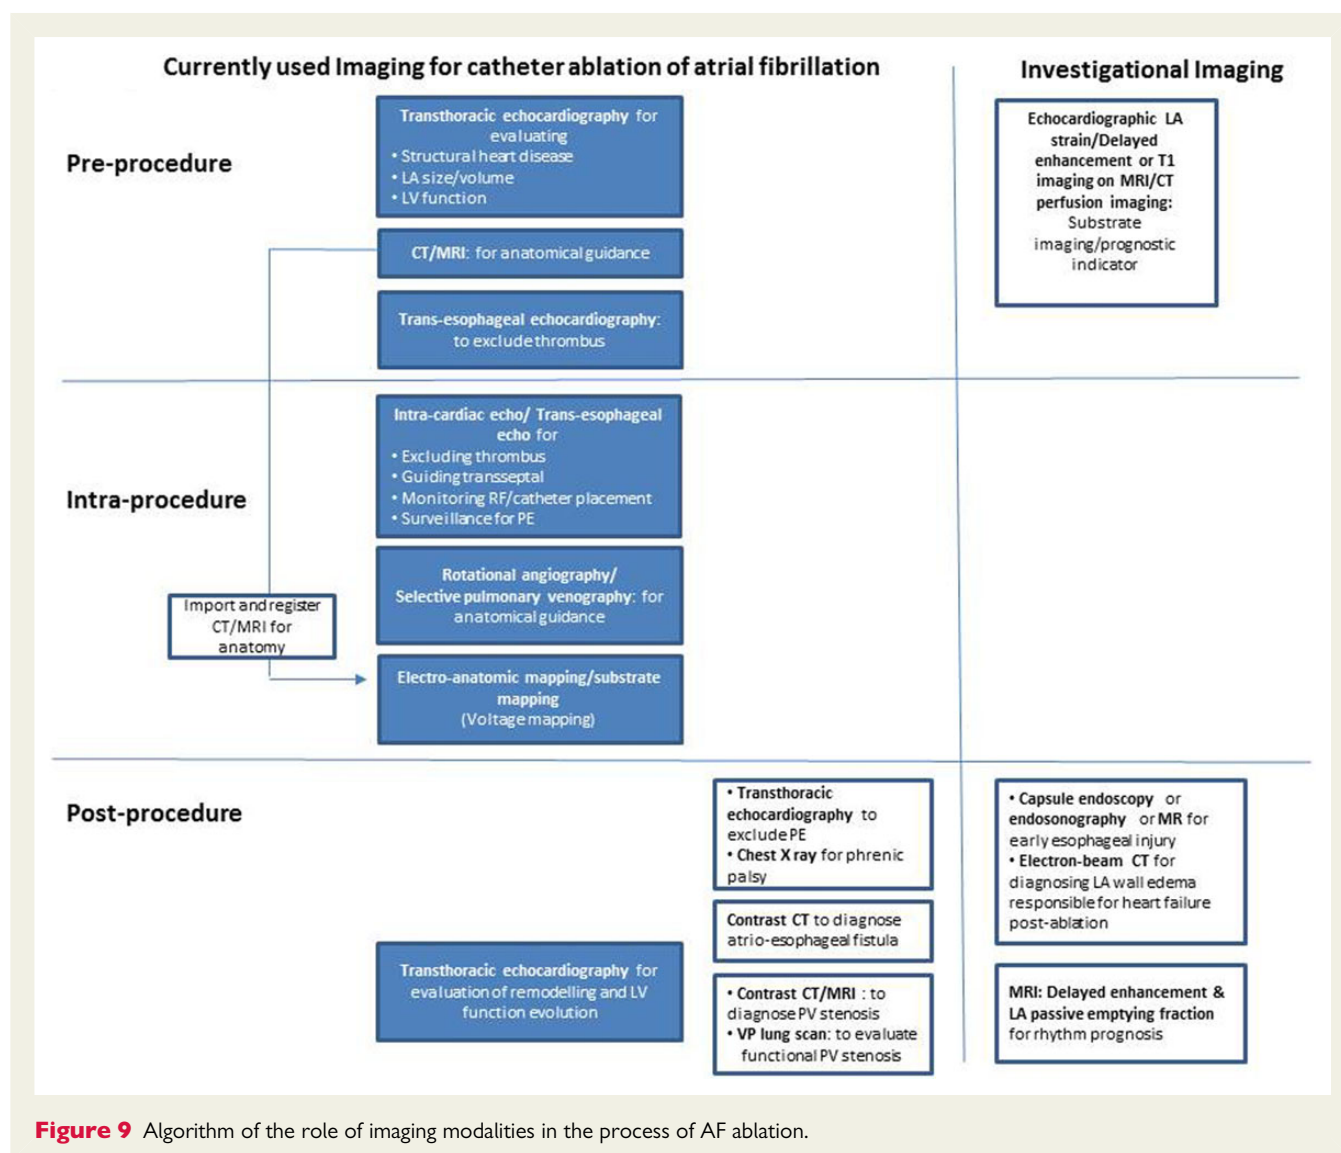 Currently used Imaging for catheter ablation of atrial fibrillation
Investigational Imaging
Pre-procedure
Transthoracic echocardiography for
evaluating
• Structural heart disease
• LA size/volume
• LV function
CT/MRI: for anatomical guidance
Trans-esophageal echocardiography:
to exclude thrombus
Echocardiographic LA
strain/Delayed
enhancement or T1
imaging on MRI/CT
perfusion imaging:
Substrate
imaging/prognostic
indicator
Intra-procedure
Intra-cardiac echo/ Trans-esophageal
echo for
• Excluding thrombus
• Guiding transseptal
• Monitoring RF/catheter placement
• Surveillance for PE
Rotational angiography/
Selective pulmonary venography: for
anatomical guidance
Import and register
CT/MRI for
anatomy
Electro-anatomic mapping/substrate
mapping
(Voltage mapping)
Post-procedure
Transthoracic echocardiography for
evaluation of remodelling and LV
function evolution
• Transthoracic
echocardiography to
exclude PE
• Chest X ray for phrenic
palsy
Contrast CT to diagnose
atrio-esophageal fistula
• Contrast CT/MRI : to
diagnose PV stenosis
• VP lung scan: to evaluate
functional PV stenosis
• Capsule endoscopy or
endosonography or MR for
early esophageal injury
• Electron-beam CT for
diagnosing LA wall edema
responsible for heart failure
post-ablation
MRI: Delayed enhancement &
LA passive emptying fraction
for rhythm prognosis
Figure 9 Algorithm of the role of imaging modalities in the process of AF ablation.